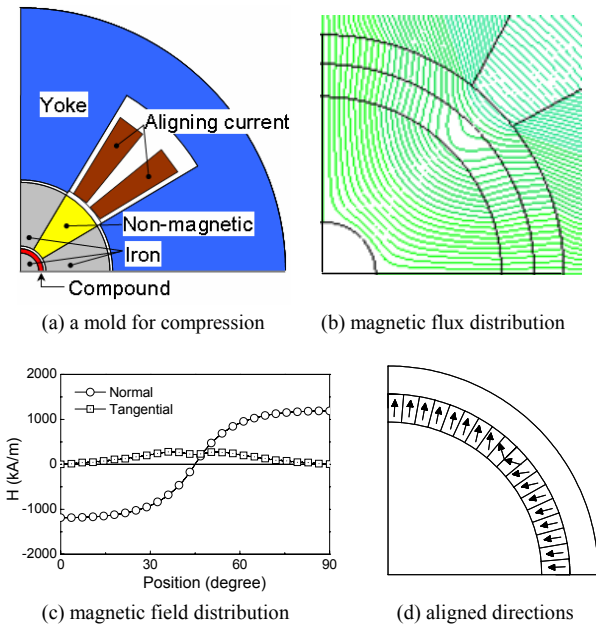 Yoke
Aligning current
Non-magnetic
Iron
Compound
(a) a mold for compression
(b) magnetic flux distribution
2000
1000
0
-1000
-2000
H (kA/m)
Normal
Tangential
0
30
60
90
Position (degree)
(c) magnetic field distribution
(d) aligned directions